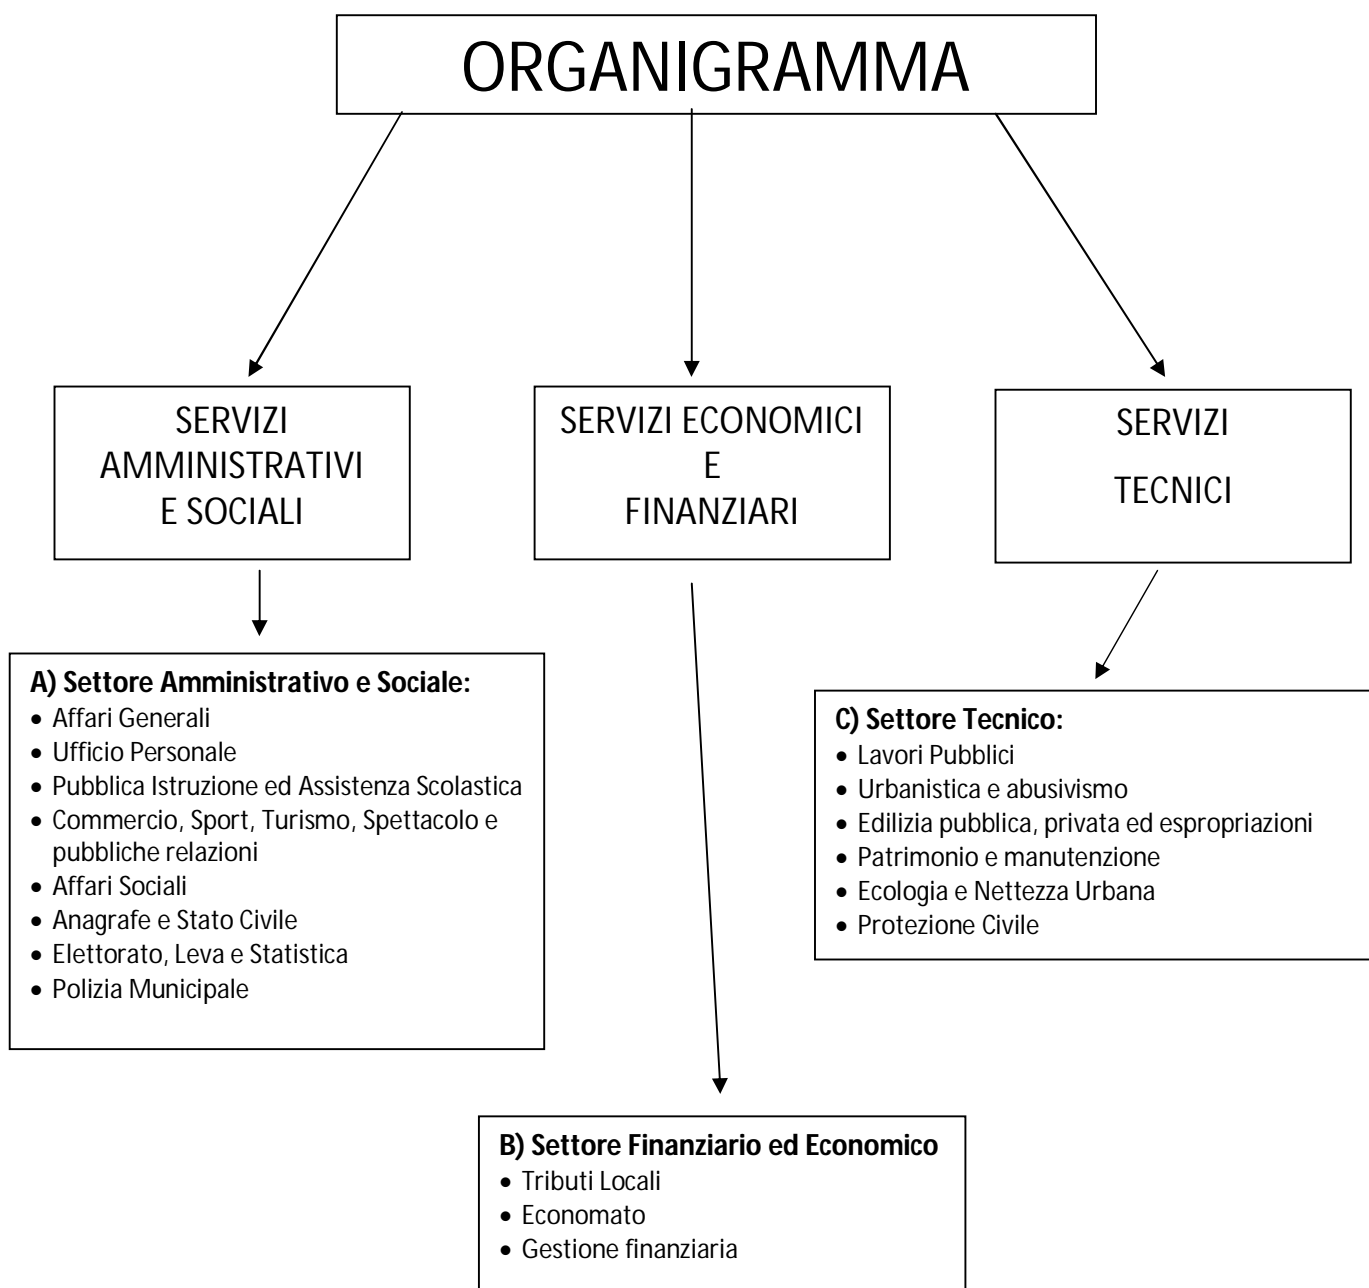 ORGANIGRAMMA
SERVIZI
AMMINISTRATIVI
E SOCIALI
SERVIZI ECONOMICI
E
FINANZIARI
SERVIZI
TECNICI
A) Settore Amministrativo e Sociale:
• Affari Generali
• Ufficio Personale
• Pubblica Istruzione ed Assistenza Scolastica
• Commercio, Sport, Turismo, Spettacolo e
pubbliche relazioni
• Affari Sociali
• Anagrafe e Stato Civile
• Elettorato, Leva e Statistica
• Polizia Municipale
C) Settore Tecnico:
• Lavori Pubblici
• Urbanistica e abusivismo
• Edilizia pubblica, privata ed espropriazioni
• Patrimonio e manutenzione
• Ecologia e Nettezza Urbana
• Protezione Civile
B) Settore Finanziario ed Economico
• Tributi Locali
• Economato
• Gestione finanziaria